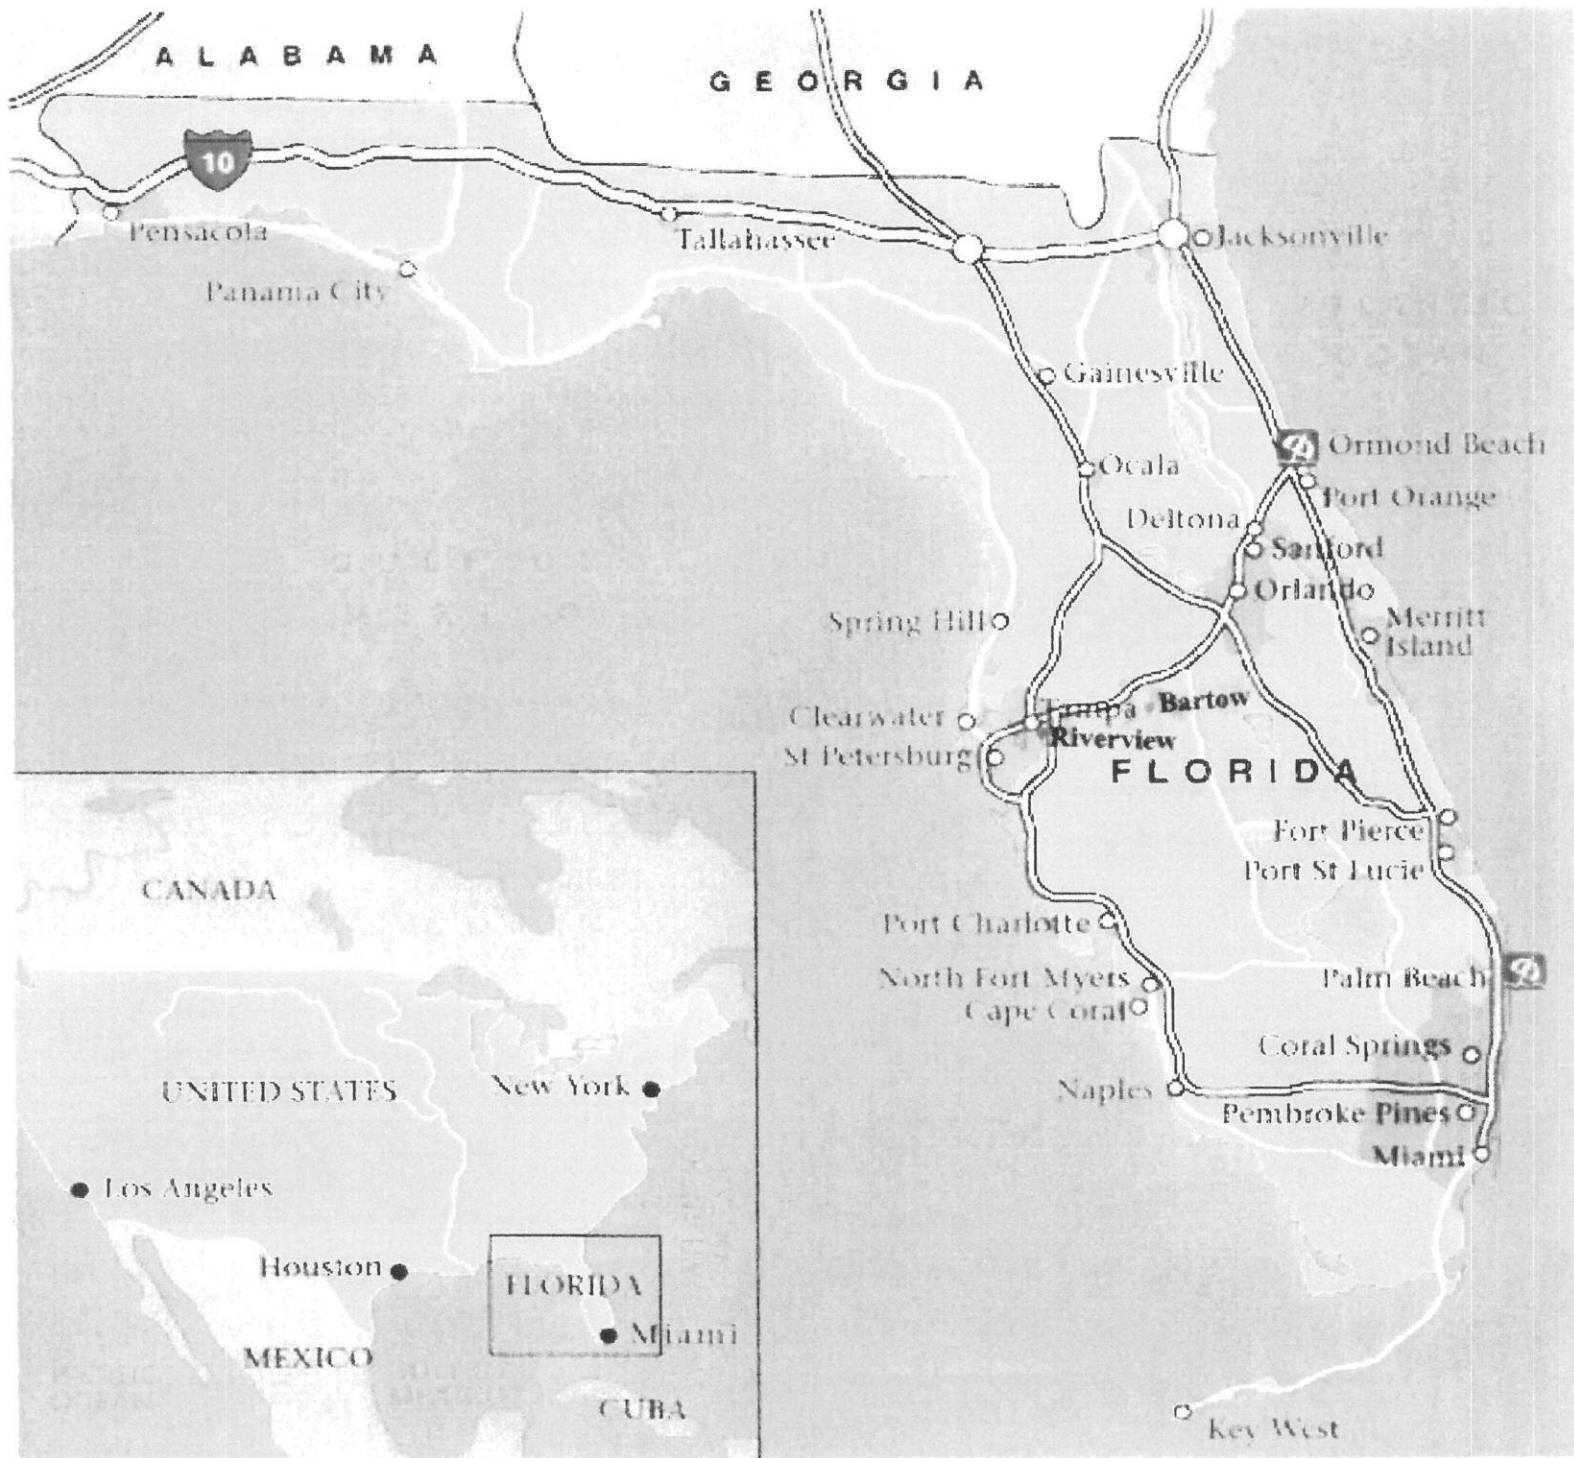 ALABAMA
GEORGIA
10
Pensacola
Tallahassee
Jacksonville
Panama City
Gainesville
Ormond Beach
Ocala
Port Orange
Deltona
Sanford
Orlando
Spring Hill
Merritt
Island
Clearwater
Tampa
Bartow
Riverview
St Petersburg
FLORIDA
Fort Pierce
Port St Lucie
Port Charlotte
North Fort Myers
Palm Beach
Cape Coral
Coral Springs
Naples
Pembroke Pines
Miami
Key West
CANADA
UNITED STATES
New York
Los Angeles
Houston
FLORIDA
Miami
MEXICO
CUBA